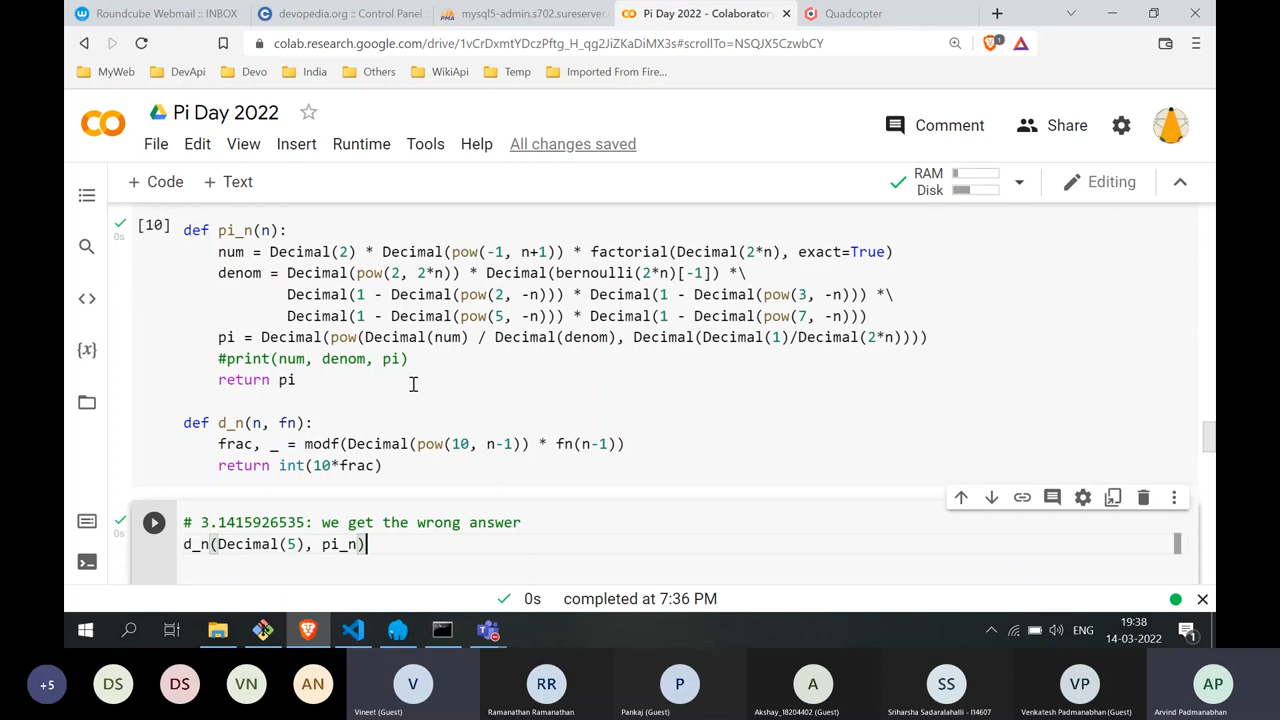 Roundcube Webmail :: INBOX
devopedia.org :: Control Panel
mysql5-admin.s702.sureserver.
Pi Day 2022 - Colaboratory
Quadcopter
colab.research.google.com/drive/1vCrDxmtYDczPftg_H_qg2JiZKaDiMX3s#scrollTo=NSQJX5CzwbCY
1
MyWeb DevApi Devo India Others WikiApi Temp Imported From Fire...
Pi Day 2022
Comment Share
File Edit View Insert Runtime Tools Help All changes saved
+ Code + Text
RAM
Disk
Editing
[10]
0s
def pi_n(n):
    num = Decimal(2) * Decimal(pow(-1, n+1)) * factorial(Decimal(2*n), exact=True)
    denom = Decimal(pow(2, 2*n)) * Decimal(bernoulli(2*n)[-1]) *\
            Decimal(1 - Decimal(pow(2, -n))) * Decimal(1 - Decimal(pow(3, -n))) *\
            Decimal(1 - Decimal(pow(5, -n))) * Decimal(1 - Decimal(pow(7, -n)))
    pi = Decimal(pow(Decimal(num) / Decimal(denom), Decimal(Decimal(1)/Decimal(2*n))))
    #print(num, denom, pi)
    return pi
{x}
def d_n(n, fn):
    frac, _ = modf(Decimal(pow(10, n-1)) * fn(n-1))
    return int(10*frac)
0s
# 3.1415926535: we get the wrong answer
d_n(Decimal(5), pi_n)
0s completed at 7:36 PM
ENG
19:38
14-03-2022
1
+5 DS DS VN AN V RR P A SS VP AP
Vineet (Guest)
Ramanathan Ramanathan
Pankaj (Guest)
Akshay_18204402 (Guest)
Sriharsha Sadaralahalli - I14607
Venkatesh Padmanabhan (Guest)
Arvind Padmanabhan